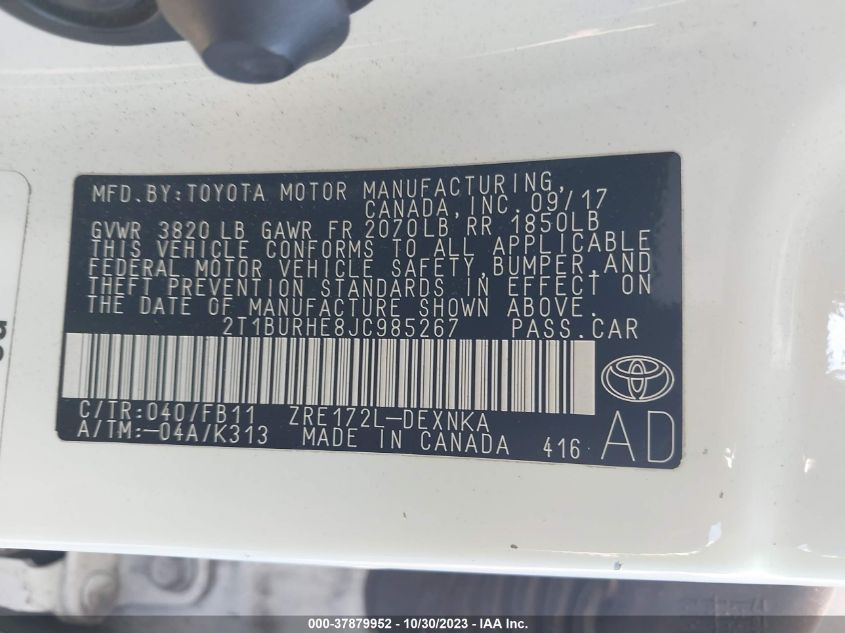 MFD.BY:TOYOTA MOTOR MANUFACTURING,
CANADA,INC.09/17
GVWR 3820 LB GAWR FR 2070LB RR 1850LB
THIS VEHICLE CONFORMS TO ALL APPLICABLE
FEDERAL MOTOR VEHICLE SAFETY,BUMPER,AND
THEFT PREVENTION STANDARDS IN EFFECT ON
THE DATE OF MANUFACTURE SHOWN ABOVE.
2T1BURHE8JC985267 PASS.CAR
C/TR:040/FB11 ZRE172L-DEXNKA
A/TM:-04A/K313 MADE IN CANADA 416 AD
000-37879952 - 10/30/2023 - IAA Inc.